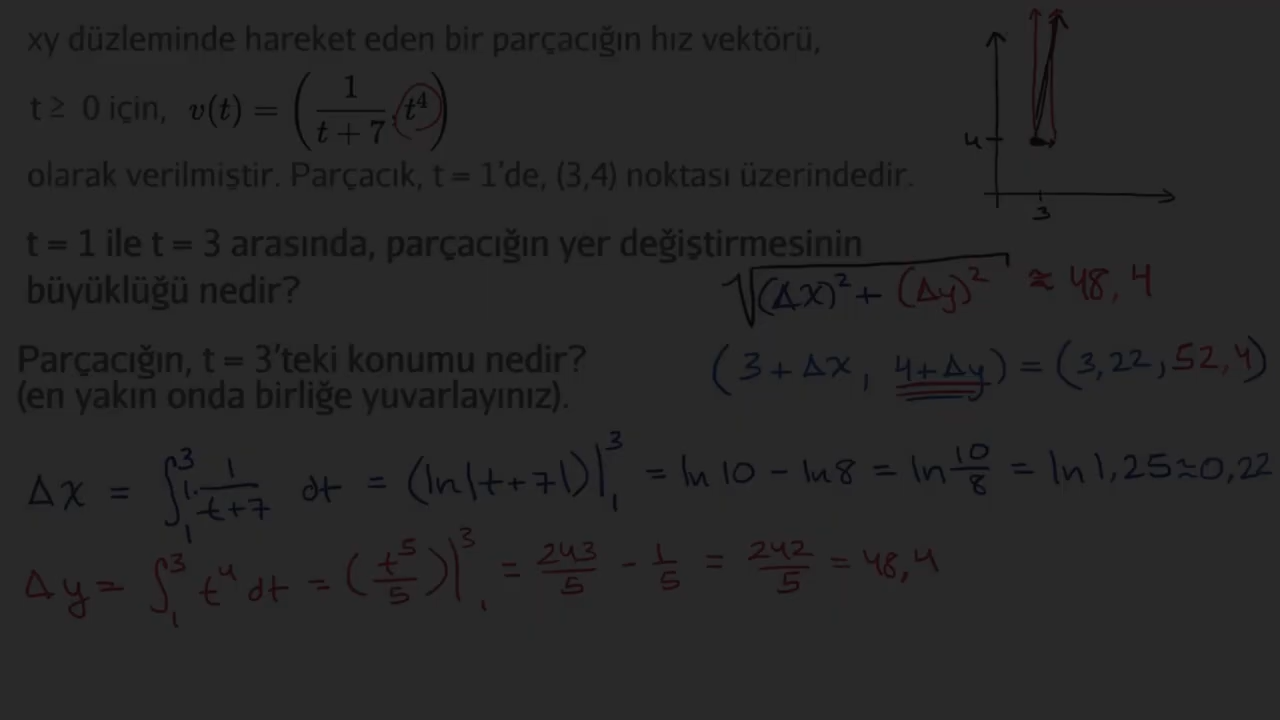 xy düzleminde hareket eden bir parçacığın hız vektörü,
t ≥ 0 için, v(t) = (1/(t + 7), t⁴)
olarak verilmiştir. Parçacık, t = 1'de, (3,4) noktası üzerindedir.
4
3
t = 1 ile t = 3 arasında, parçacığın yer değiştirmesinin
büyüklüğü nedir?
√((Δx)² + (Δy)²) ≈ 48,4
Parçacığın, t = 3'teki konumu nedir?
(en yakın onda birliğe yuvarlayınız).
(3 + Δx, 4 + Δy) = (3,22, 52,4)
Δx = ∫₁³ 1·1/(t+7) dt = (ln|t+7|)|₁³ = ln 10 - ln 8 = ln 10/8 = ln 1,25 ≈ 0,22
Δy = ∫₁³ t⁴ dt = (t⁵/5)|₁³ = 243/5 - 1/5 = 242/5 = 48,4